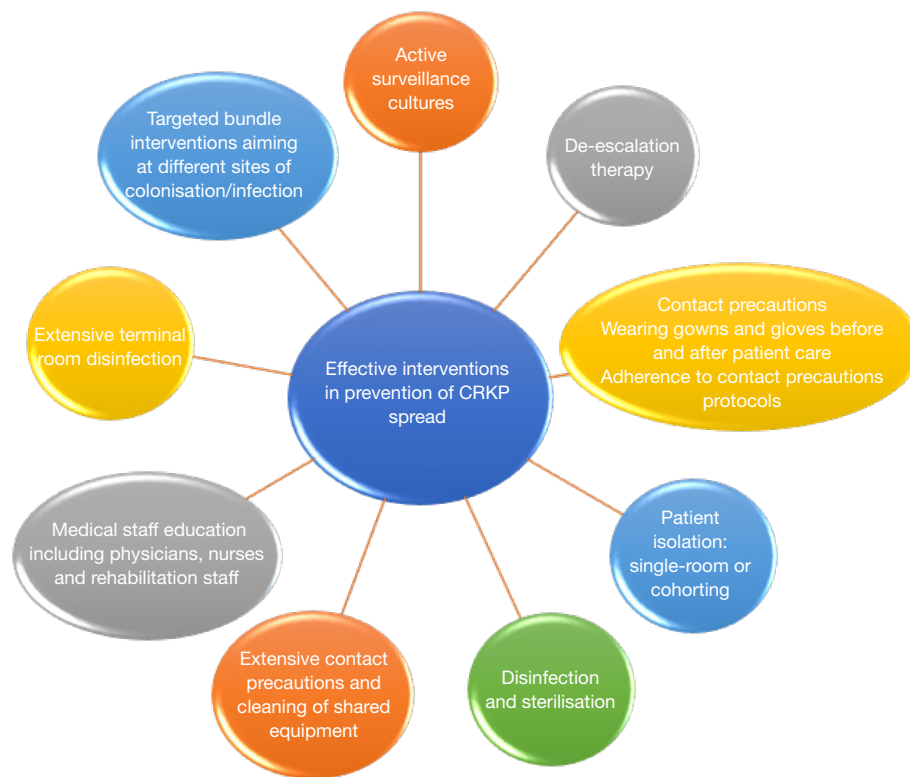 Active
surveillance
cultures
De-escalation
therapy
Contact precautions
Wearing gowns and gloves before
and after patient care
Adherence to contact precautions
protocols
Patient
isolation:
single-room or
cohorting
Disinfection
and sterilisation
Extensive contact
precautions and
cleaning of shared
equipment
Medical staff education
including physicians, nurses
and rehabilitation staff
Extensive terminal
room disinfection
Targeted bundle
interventions aiming
at different sites of
colonisation/infection
Effective interventions
in prevention of CRKP
spread